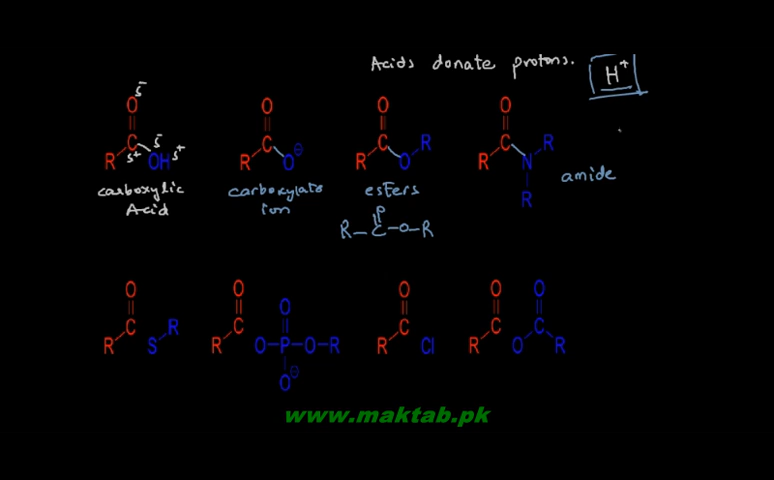 Acids donate protons. H+
δ- O O O O
C δ- C C R C R
R δ+ OH δ+ R O⊖ R O R N
carboxylic carboxylate esters amide
Acid ion R
O
R–C–O–R
O O O O O
C C O C C C
R S R R O–P–O–R R Cl R O R
O⊖
www.maktab.pk